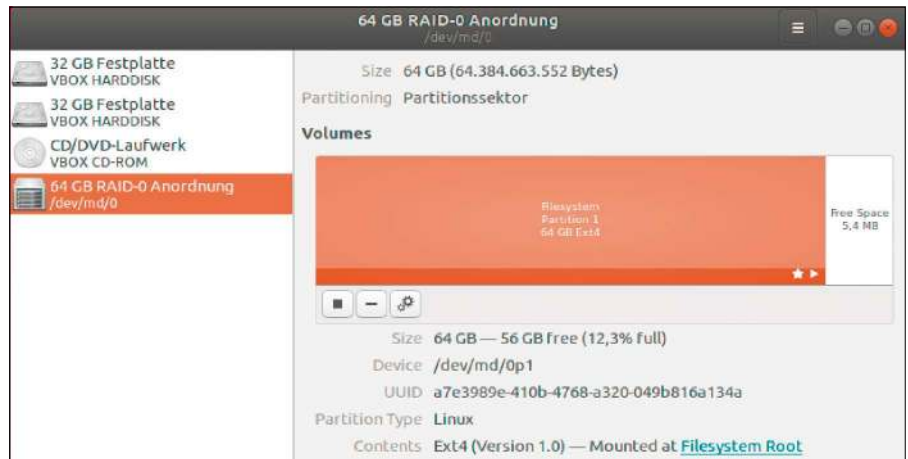 64 GB RAID-0 Anordnung
/dev/md/0
32 GB Festplatte
VBOX HARDDISK
32 GB Festplatte
VBOX HARDDISK
CD/DVD-Laufwerk
VBOX CD-ROM
64 GB RAID-0 Anordnung
/dev/md/0
Size 64 GB (64.384.663.552 Bytes)
Partitioning Partitionssektor
Volumes
Filesystem
Partition 1
64 GB Ext4
Free Space
5,4 MB
Size 64 GB — 56 GB free (12,3% full)
Device /dev/md/0p1
UUID a7e3989e-410b-4768-a320-049b816a134a
Partition Type Linux
Contents Ext4 (Version 1.0) — Mounted at Filesystem Root